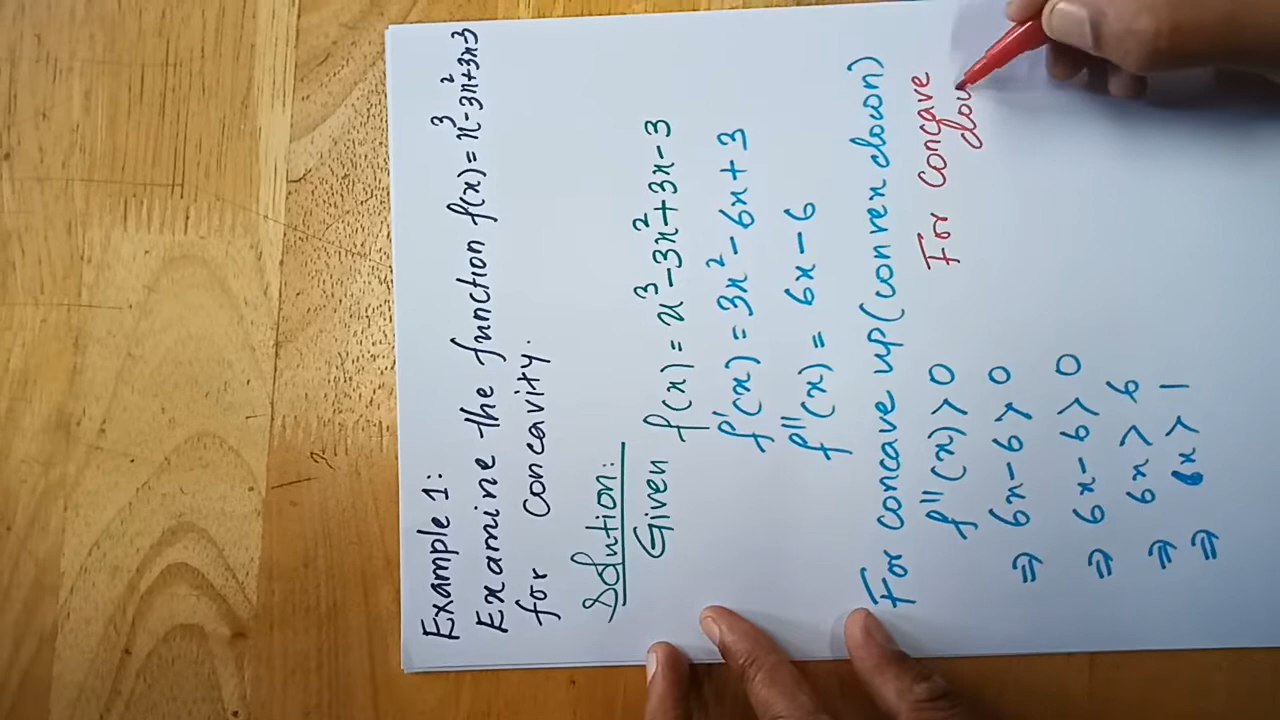 Example 1:
Examine the function f(x) = x³-3x²+3x-3
for concavity.
Solution:
Given f(x) = x³-3x²+3x-3
f'(x) = 3x²-6x+3
f''(x) = 6x-6
For concave up (convex down)
f''(x) > 0
⇒ 6x-6 > 0
⇒ 6x-6 > 0
⇒ 6x > 6
⇒ 6x > 1
For concave
dow